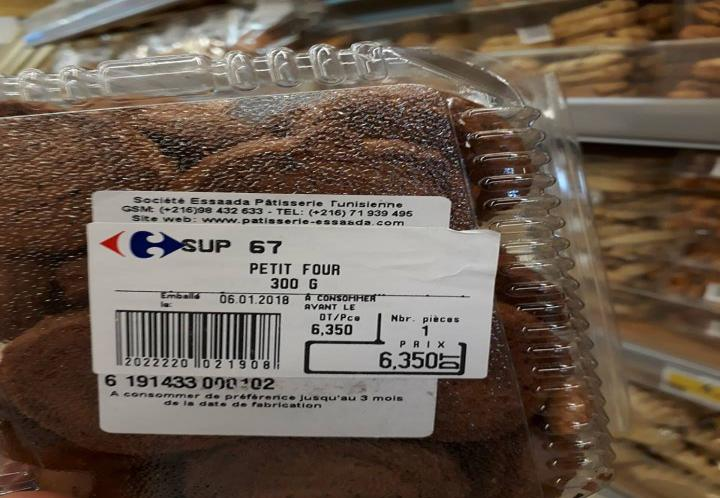 Société Essaada Pâtisserie Tunisienne
GSM: (+216)98 432 633 - TEL: (+216) 71 939 495
Site web: www.patisserie-essaada.com
SUP 67
PETIT FOUR
300 G
Emballé le: 06.01.2018
A CONSOMMER AVANT LE
DT/Pce
6,350
Nbr. pièces
1
PRIX
6,350DT
2022220 021908
6 191433 000102
A consommer de préférence jusqu'au 3 mois
de la date de fabrication